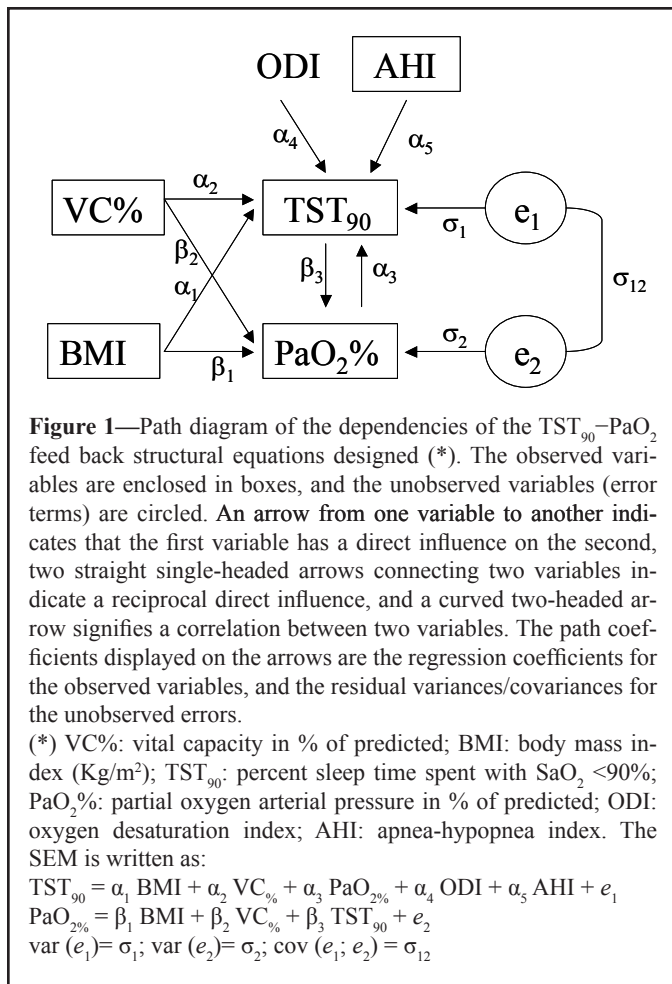 ODI AHI
α₄ α₅
VC% α₂ TST₉₀ σ₁ e₁
β₂ α₁ β₃ α₃ σ₁₂
BMI β₁ PaO₂% σ₂ e₂
Figure 1—Path diagram of the dependencies of the TST₉₀−PaO₂
feed back structural equations designed (*). The observed vari-
ables are enclosed in boxes, and the unobserved variables (error
terms) are circled. An arrow from one variable to another indi-
cates that the first variable has a direct influence on the second,
two straight single-headed arrows connecting two variables in-
dicate a reciprocal direct influence, and a curved two-headed ar-
row signifies a correlation between two variables. The path coef-
ficients displayed on the arrows are the regression coefficients for
the observed variables, and the residual variances/covariances for
the unobserved errors.
(*) VC%: vital capacity in % of predicted; BMI: body mass in-
dex (Kg/m²); TST₉₀: percent sleep time spent with SaO₂ <90%;
PaO₂%: partial oxygen arterial pressure in % of predicted; ODI:
oxygen desaturation index; AHI: apnea-hypopnea index. The
SEM is written as:
TST₉₀ = α₁ BMI + α₂ VC% + α₃ PaO₂% + α₄ ODI + α₅ AHI + e₁
PaO₂% = β₁ BMI + β₂ VC% + β₃ TST₉₀ + e₂
var (e₁)= σ₁; var (e₂)= σ₂; cov (e₁; e₂) = σ₁₂